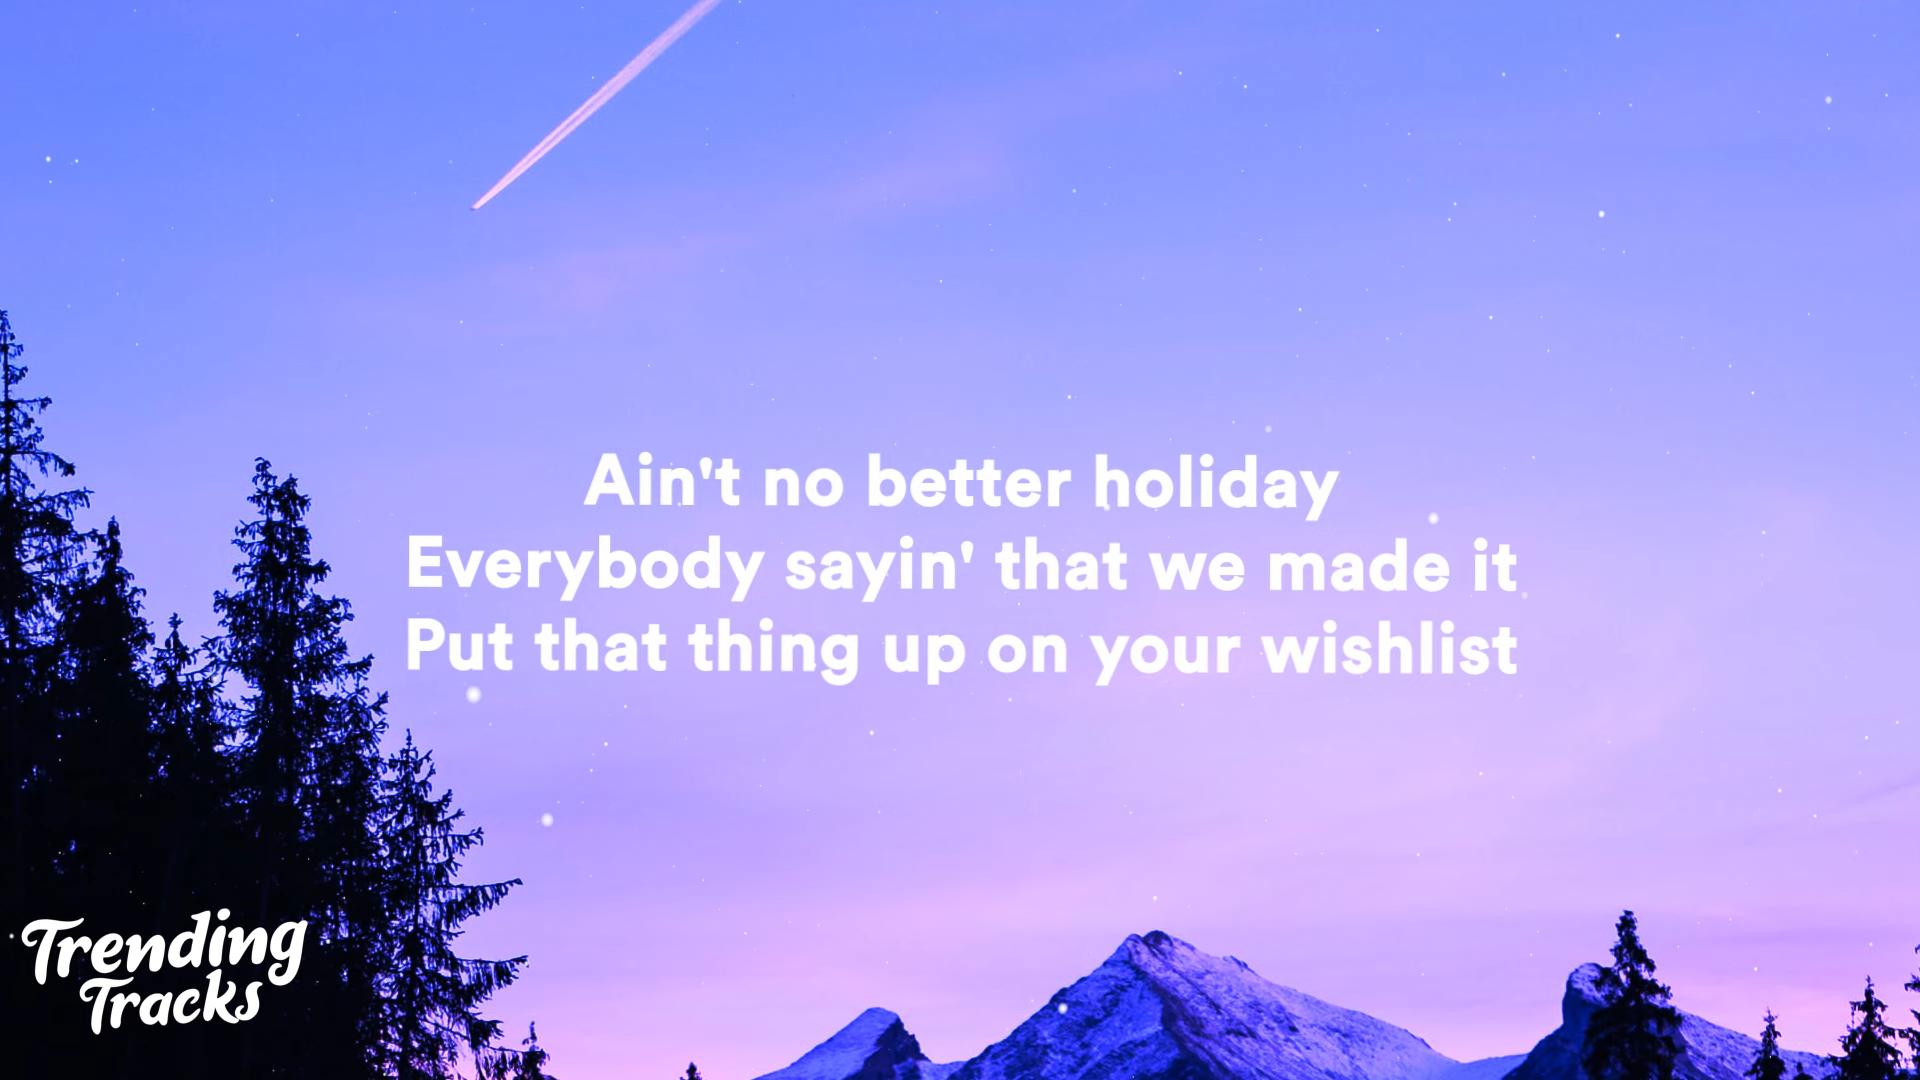 Ain't no better holiday
Everybody sayin' that we made it
Put that thing up on your wishlist
Trending
Tracks